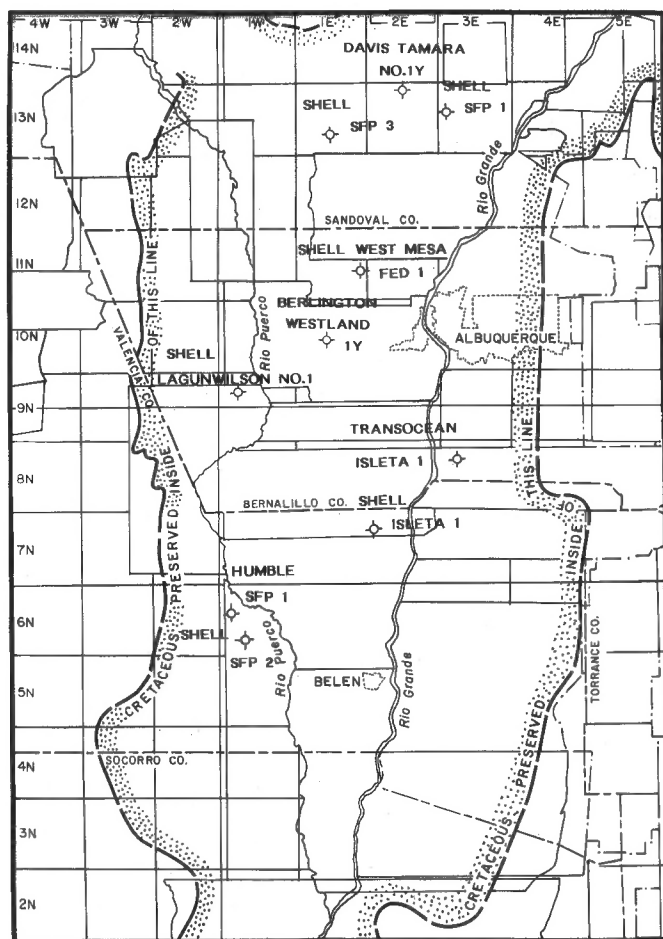 4W 3W 2W 1W 1E 2E 3E 4E 5E
14N
DAVIS TAMARA
NO.1Y
SHELL
SFP 1
SHELL
SFP 3
13N
Rio Grande
12N
SANDOVAL CO.
11N
SHELL WEST MESA
FED 1
OF THIS LINE
Rio Puerco
BERLINGTON
WESTLAND
1Y
10N
VALENCIA CO.
ALBUQUERQUE
SHELL
LAGUNWILSON NO.1
9N
TRANSOCEAN
ISLETA 1
8N
THIS LINE
OF
BERNALILLO CO.
SHELL
ISLETA 1
7N
INSIDE
INSIDE
PRESERVED
CRETACEOUS
HUMBLE
SFP 1
6N
SHELL
SFP 2
Rio Puerco
TORRANCE CO.
5N
BELEN
Rio Grande
PRESERVED
CRETACEOUS
4N
SOCORRO CO.
3N
2N